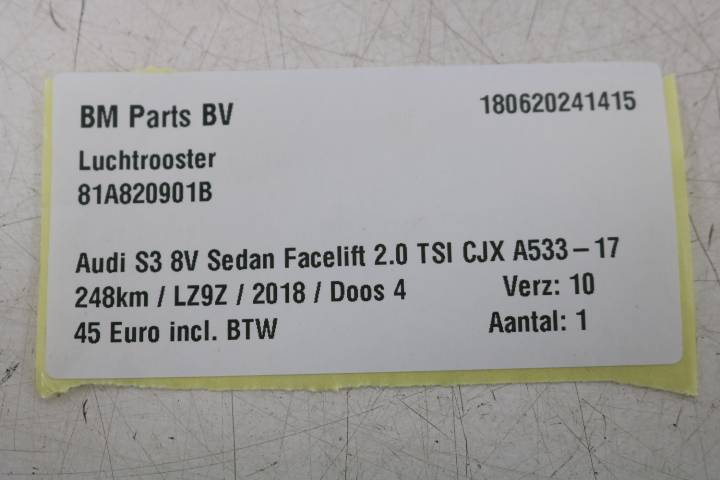 BM Parts BV 180620241415
Luchtrooster
81A820901B
Audi S3 8V Sedan Facelift 2.0 TSI CJX A533-17
248km / LZ9Z / 2018 / Doos 4 Verz: 10
45 Euro incl. BTW Aantal: 1